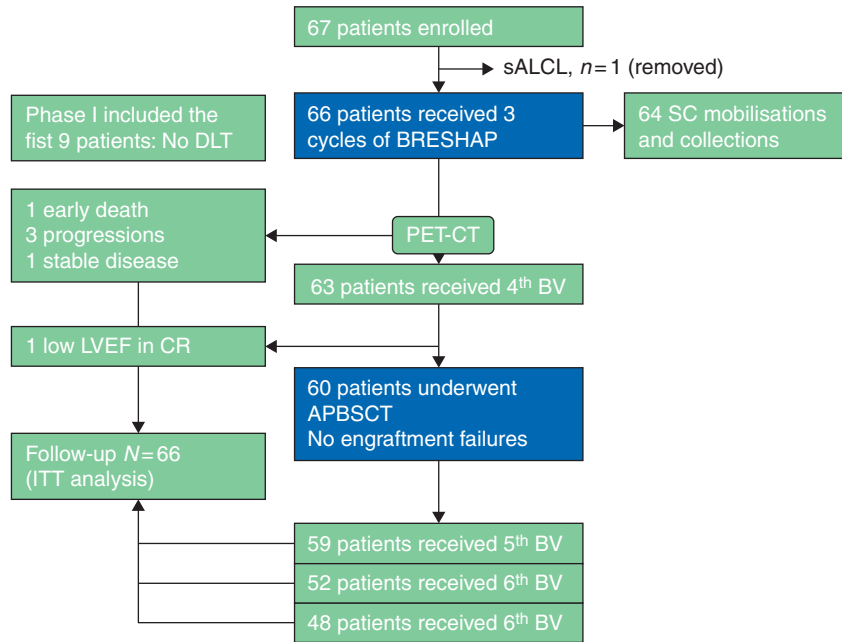 67 patients enrolled
sALCL, n=1 (removed)
Phase I included the
fist 9 patients: No DLT
66 patients received 3
cycles of BRESHAP
64 SC mobilisations
and collections
1 early death
3 progressions
1 stable disease
PET-CT
63 patients received 4th BV
1 low LVEF in CR
60 patients underwent
APBSCT
No engraftment failures
Follow-up N=66
(ITT analysis)
59 patients received 5th BV
52 patients received 6th BV
48 patients received 6th BV